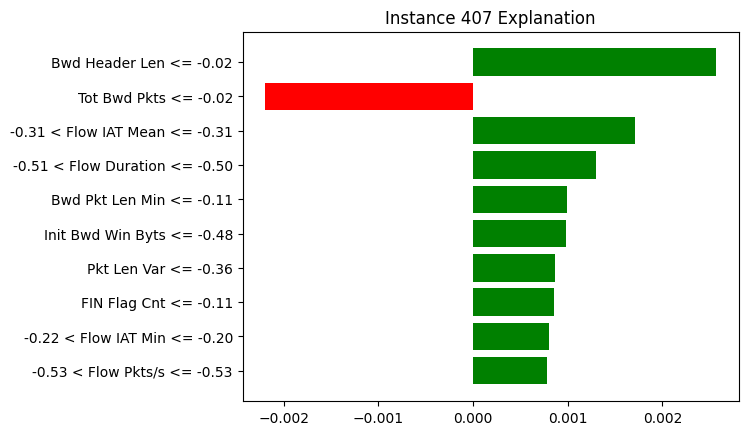 Instance 407 Explanation
Bwd Header Len <= -0.02
Tot Bwd Pkts <= -0.02
-0.31 < Flow IAT Mean <= -0.31
-0.51 < Flow Duration <= -0.50
Bwd Pkt Len Min <= -0.11
Init Bwd Win Byts <= -0.48
Pkt Len Var <= -0.36
FIN Flag Cnt <= -0.11
-0.22 < Flow IAT Min <= -0.20
-0.53 < Flow Pkts/s <= -0.53
−0.002 −0.001 0.000 0.001 0.002